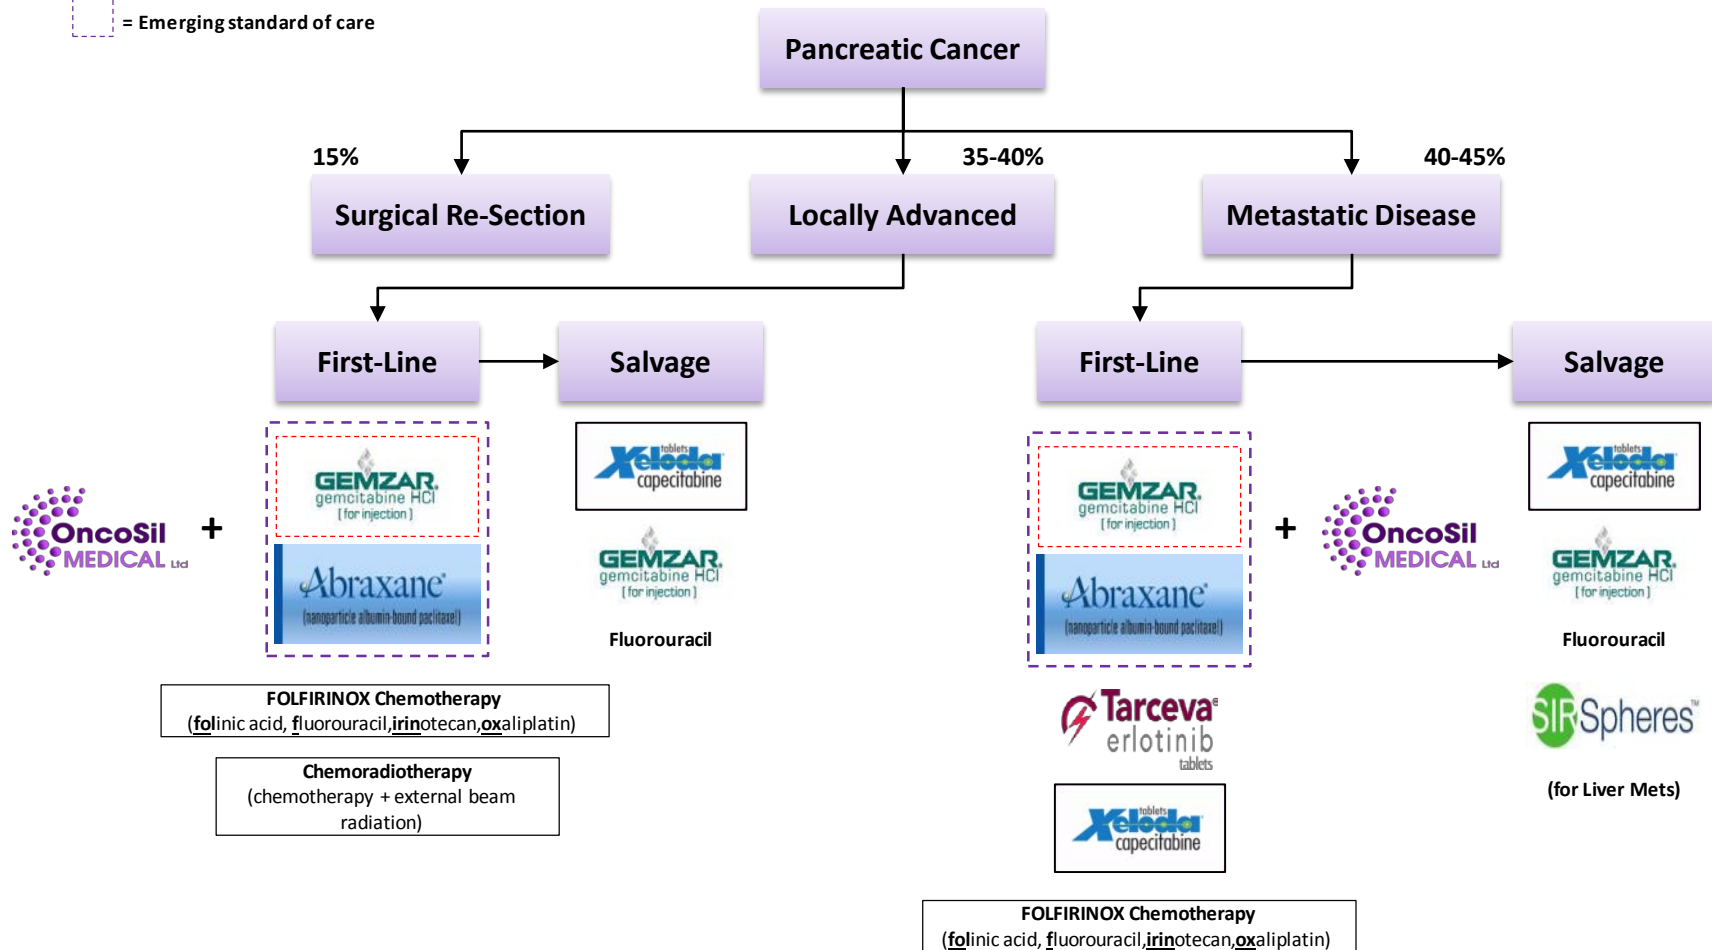 = Emerging standard of care
Pancreatic Cancer
15%
35-40%
40-45%
Surgical Re-Section
Locally Advanced
Metastatic Disease
First-Line
Salvage
First-Line
Salvage
OncoSil
MEDICAL Ltd
+
GEMZAR®
gemcitabine HCl
[for injection]
Abraxane®
(nanoparticle albumin-bound paclitaxel)
FOLFIRINOX Chemotherapy
(folinic acid, fluorouracil,irinotecan,oxaliplatin)
Chemoradiotherapy
(chemotherapy + external beam
radiation)
tablets
Xeloda
capecitabine
GEMZAR®
gemcitabine HCl
[for injection]
Fluorouracil
GEMZAR®
gemcitabine HCl
[for injection]
Abraxane®
(nanoparticle albumin-bound paclitaxel)
+
OncoSil
MEDICAL Ltd
Tarceva®
erlotinib
tablets
tablets
Xeloda
capecitabine
FOLFIRINOX Chemotherapy
(folinic acid, fluorouracil,irinotecan,oxaliplatin)
tablets
Xeloda
capecitabine
GEMZAR®
gemcitabine HCl
[for injection]
Fluorouracil
SIRSpheres™
(for Liver Mets)